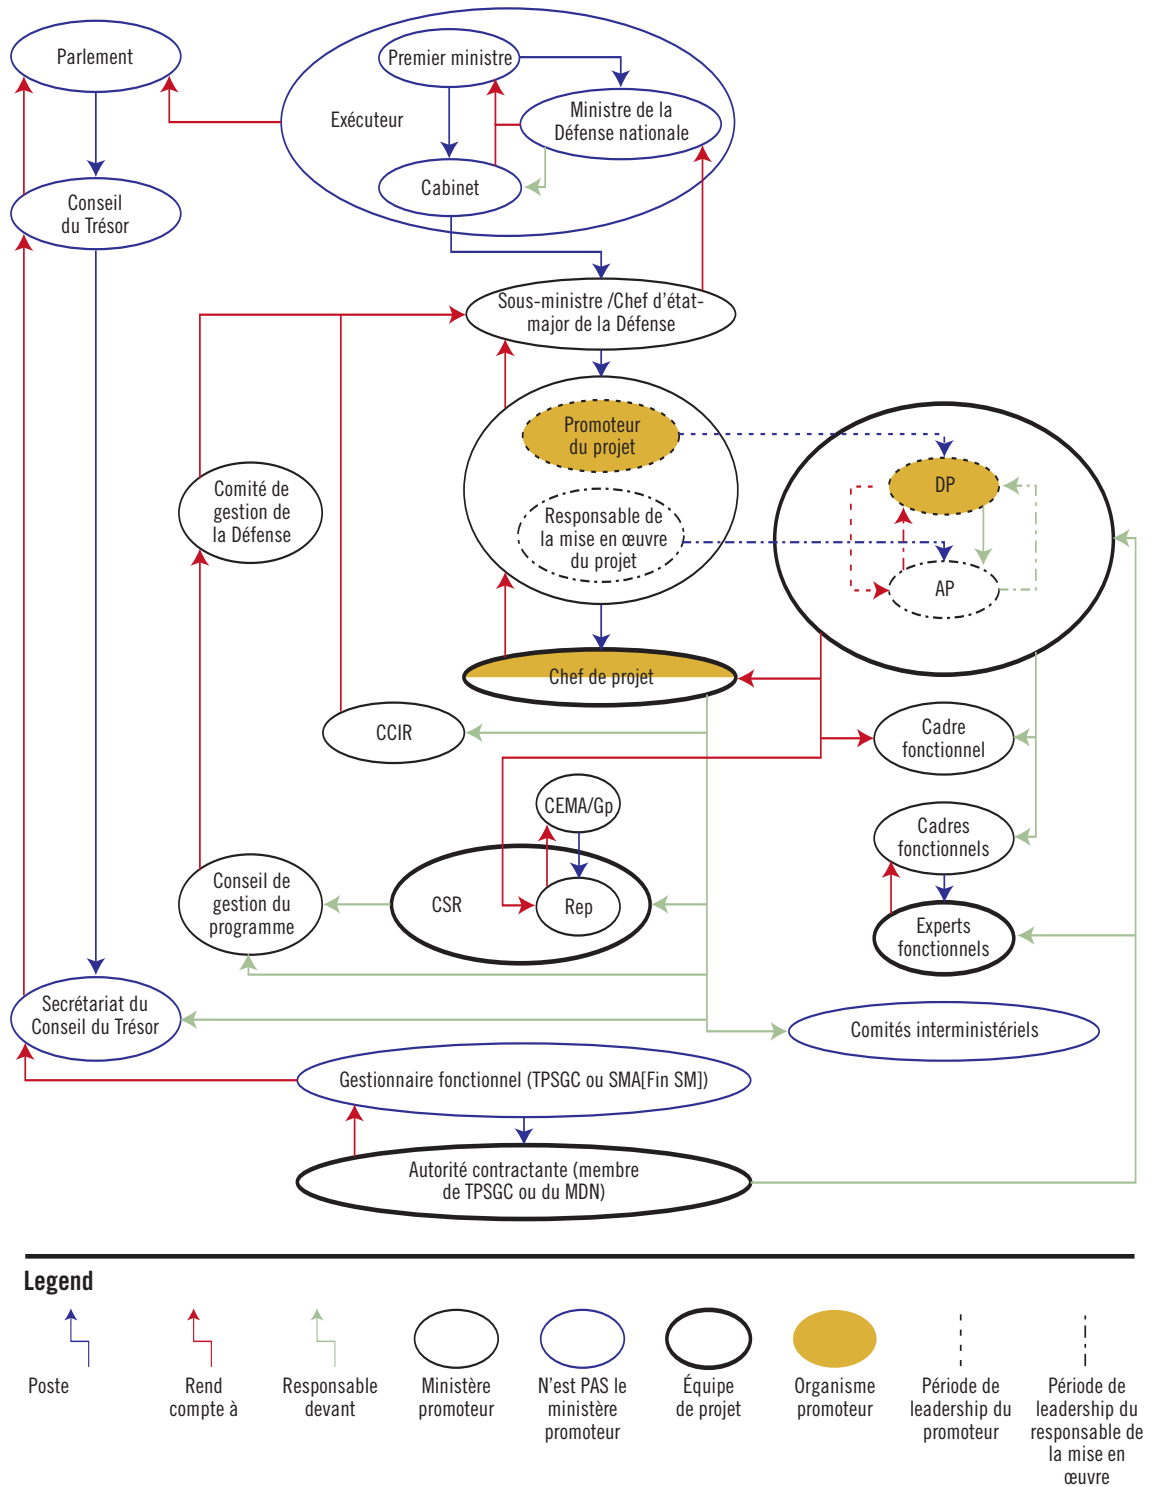 Parlement
Premier ministre
Exécuteur
Ministre de la
Défense nationale
Cabinet
Conseil
du Trésor
Sous-ministre /Chef d'état-
major de la Défense
Promoteur
du projet
Responsable de
la mise en œuvre
du projet
DP
AP
Comité de
gestion de
la Défense
Chef de projet
CCIR
Cadre
fonctionnel
CEMA/Gp
Cadres
fonctionnels
Conseil de
gestion du
programme
CSR
Rep
Experts
fonctionnels
Secrétariat du
Conseil du Trésor
Comités interministériels
Gestionnaire fonctionnel (TPSGC ou SMA[Fin SM])
Autorité contractante (membre
de TPSGC ou du MDN)
Legend
Poste
Rend
compte à
Responsable
devant
Ministère
promoteur
N'est PAS le
ministère
promoteur
Équipe
de projet
Organisme
promoteur
Période de
leadership du
promoteur
Période de
leadership du
responsable de
la mise en
œuvre